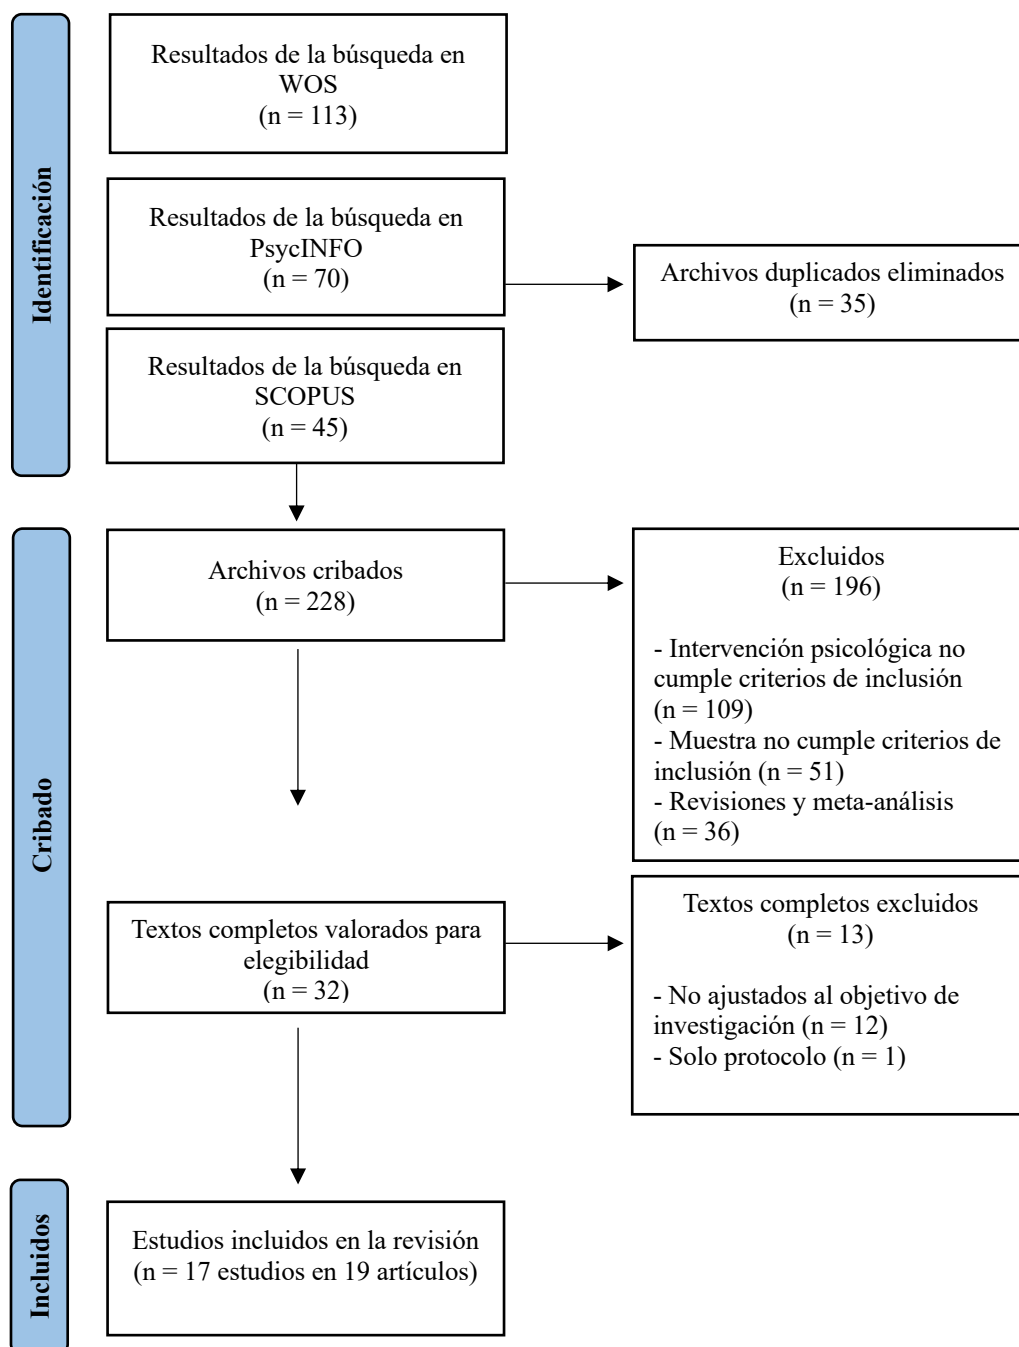 Identificación
Resultados de la búsqueda en
WOS
(n = 113)
Resultados de la búsqueda en
PsycINFO
(n = 70)
Archivos duplicados eliminados
(n = 35)
Resultados de la búsqueda en
SCOPUS
(n = 45)
Cribado
Archivos cribados
(n = 228)
Excluidos
(n = 196)
- Intervención psicológica no
cumple criterios de inclusión
(n = 109)
- Muestra no cumple criterios de
inclusión (n = 51)
- Revisiones y meta-análisis
(n = 36)
Textos completos valorados para
elegibilidad
(n = 32)
Textos completos excluidos
(n = 13)
- No ajustados al objetivo de
investigación (n = 12)
- Solo protocolo (n = 1)
Incluidos
Estudios incluidos en la revisión
(n = 17 estudios en 19 artículos)